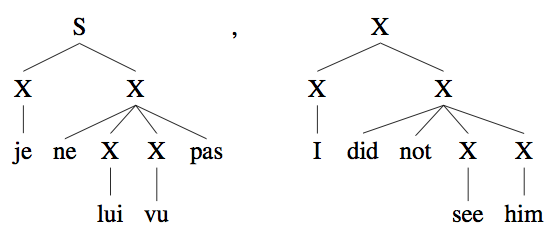 S , X
X X X X
je ne X X pas I did not X X
lui vu see him